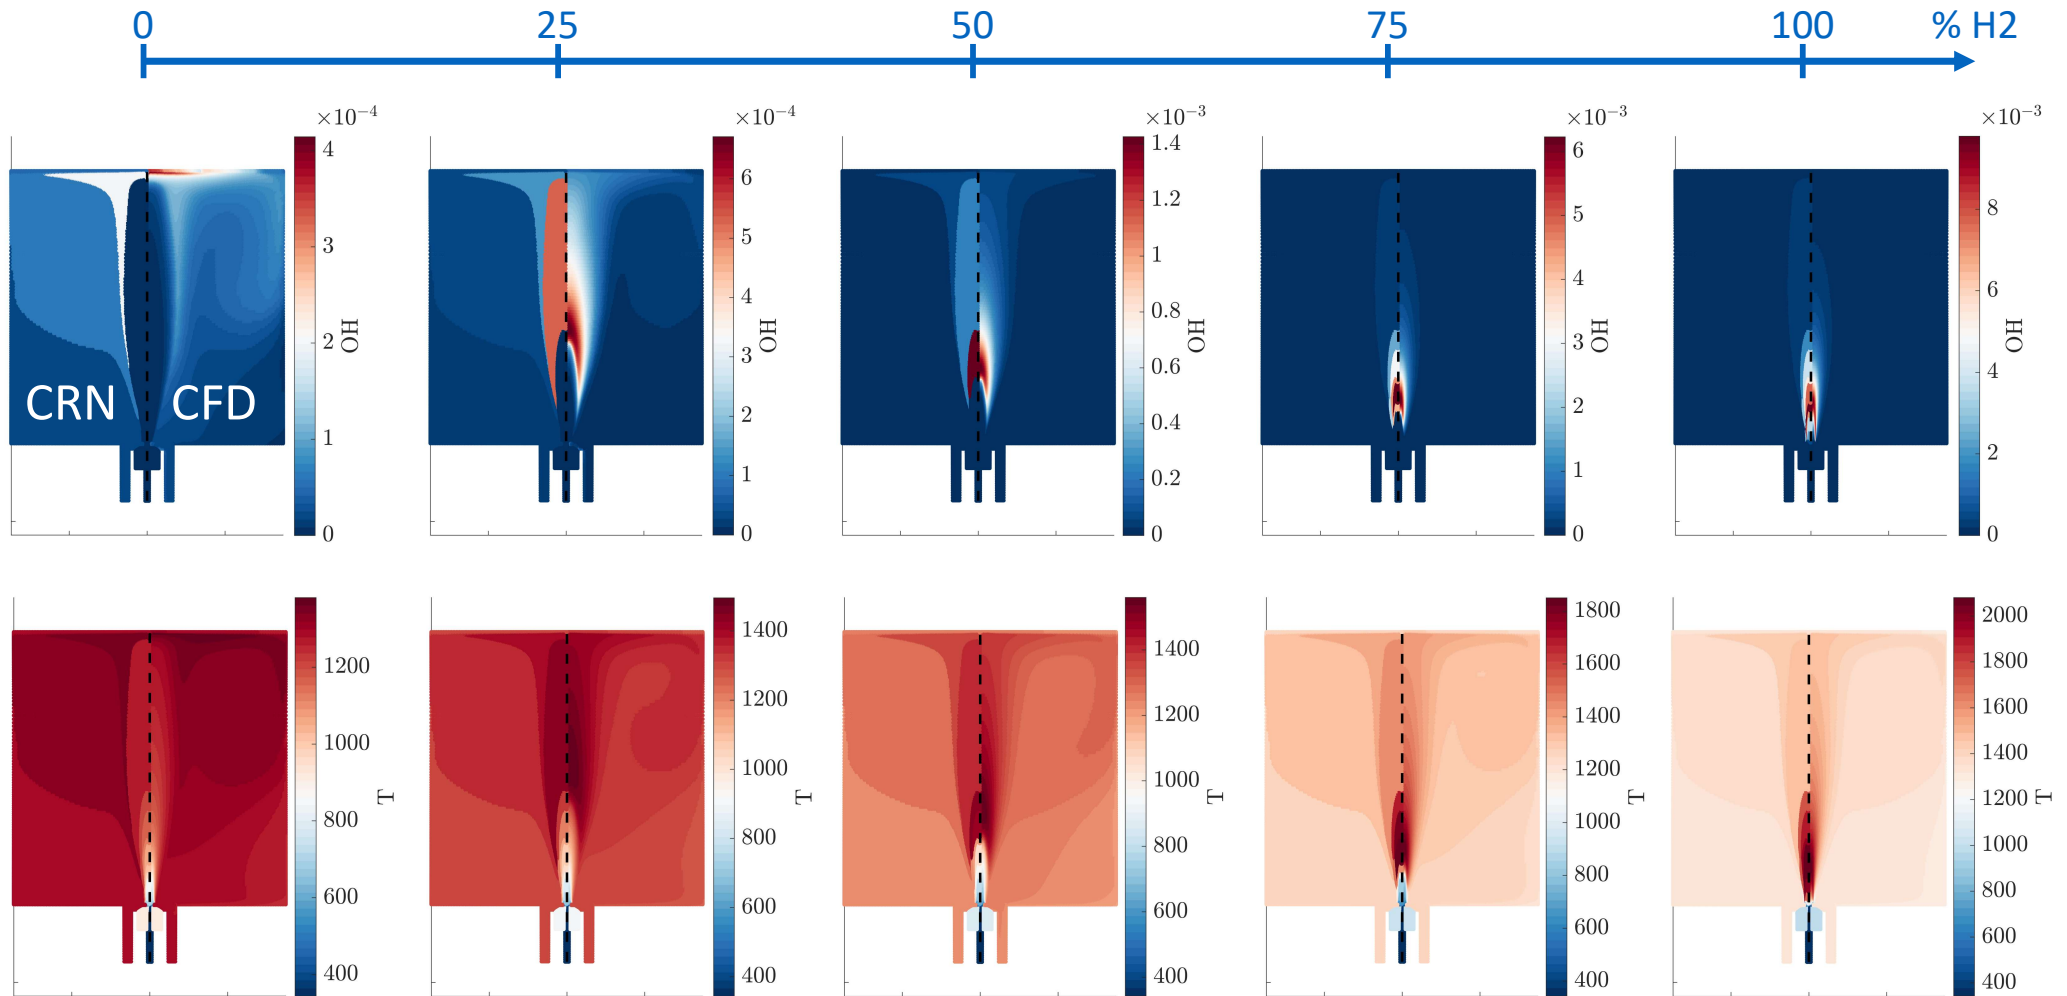 0 25 50 75 100 % H2
×10⁻⁴ ×10⁻⁴ ×10⁻³ ×10⁻³ ×10⁻³
4 3 2 1 0 OH
6 5 4 3 2 1 0 OH
1.4 1.2 1 0.8 0.6 0.4 0.2 0 OH
6 5 4 3 2 1 0 OH
8 6 4 2 0 OH
CRN CFD
1200 1000 800 600 400 T
1400 1200 1000 800 600 400 T
1400 1200 1000 800 600 400 T
1800 1600 1400 1200 1000 800 600 400 T
2000 1800 1600 1400 1200 1000 800 600 400 T